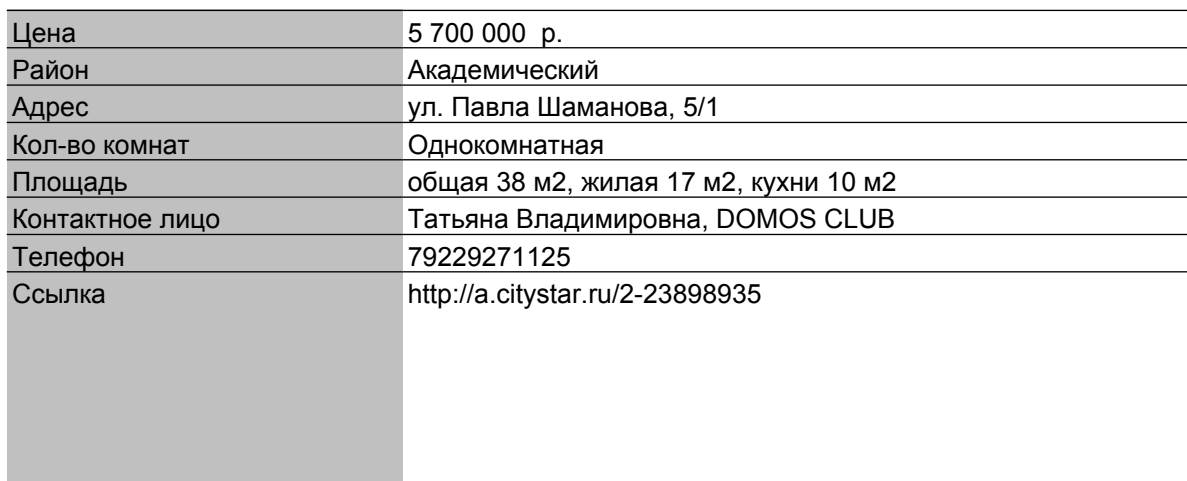 Цена 5 700 000 р.
Район Академический
Адрес ул. Павла Шаманова, 5/1
Кол-во комнат Однокомнатная
Площадь общая 38 м2, жилая 17 м2, кухни 10 м2
Контактное лицо Татьяна Владимировна, DOMOS CLUB
Телефон 79229271125
Ссылка http://a.citystar.ru/2-23898935